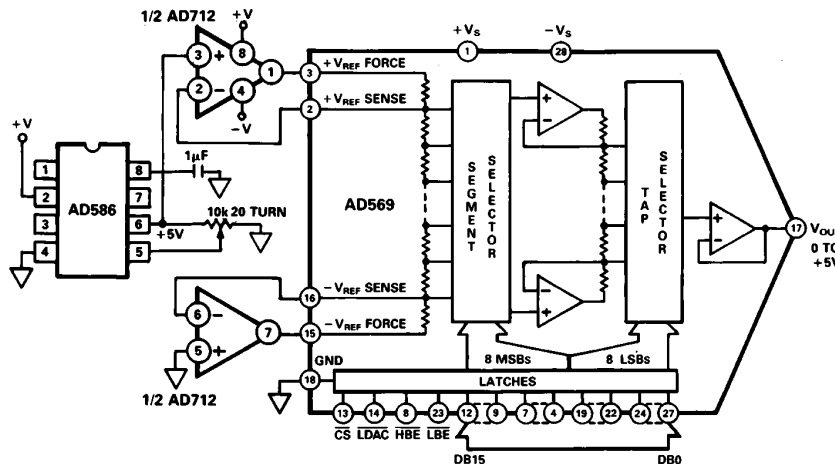 1/2 AD712
+V
3
+
8
1
2
−
4
−V
+VS
1
−VS
28
3
+VREF FORCE
2
+VREF SENSE
+V
1
2
3
4
AD586
8
7
6
5
1µF
10k 20 TURN
+5V
AD569
SEGMENT
SELECTOR
+
−
+
−
TAP
SELECTOR
+
−
17
VOU
0 TO
+5V
16
−VREF SENSE
15
−VREF FORCE
6
−
7
5
+
1/2 AD712
GND
18
8 MSBs
8 LSBs
LATCHES
13
14
8
23
12
9
7
4
19
22
24
27
CS
LDAC
HBE
LBE
DB15
DB0